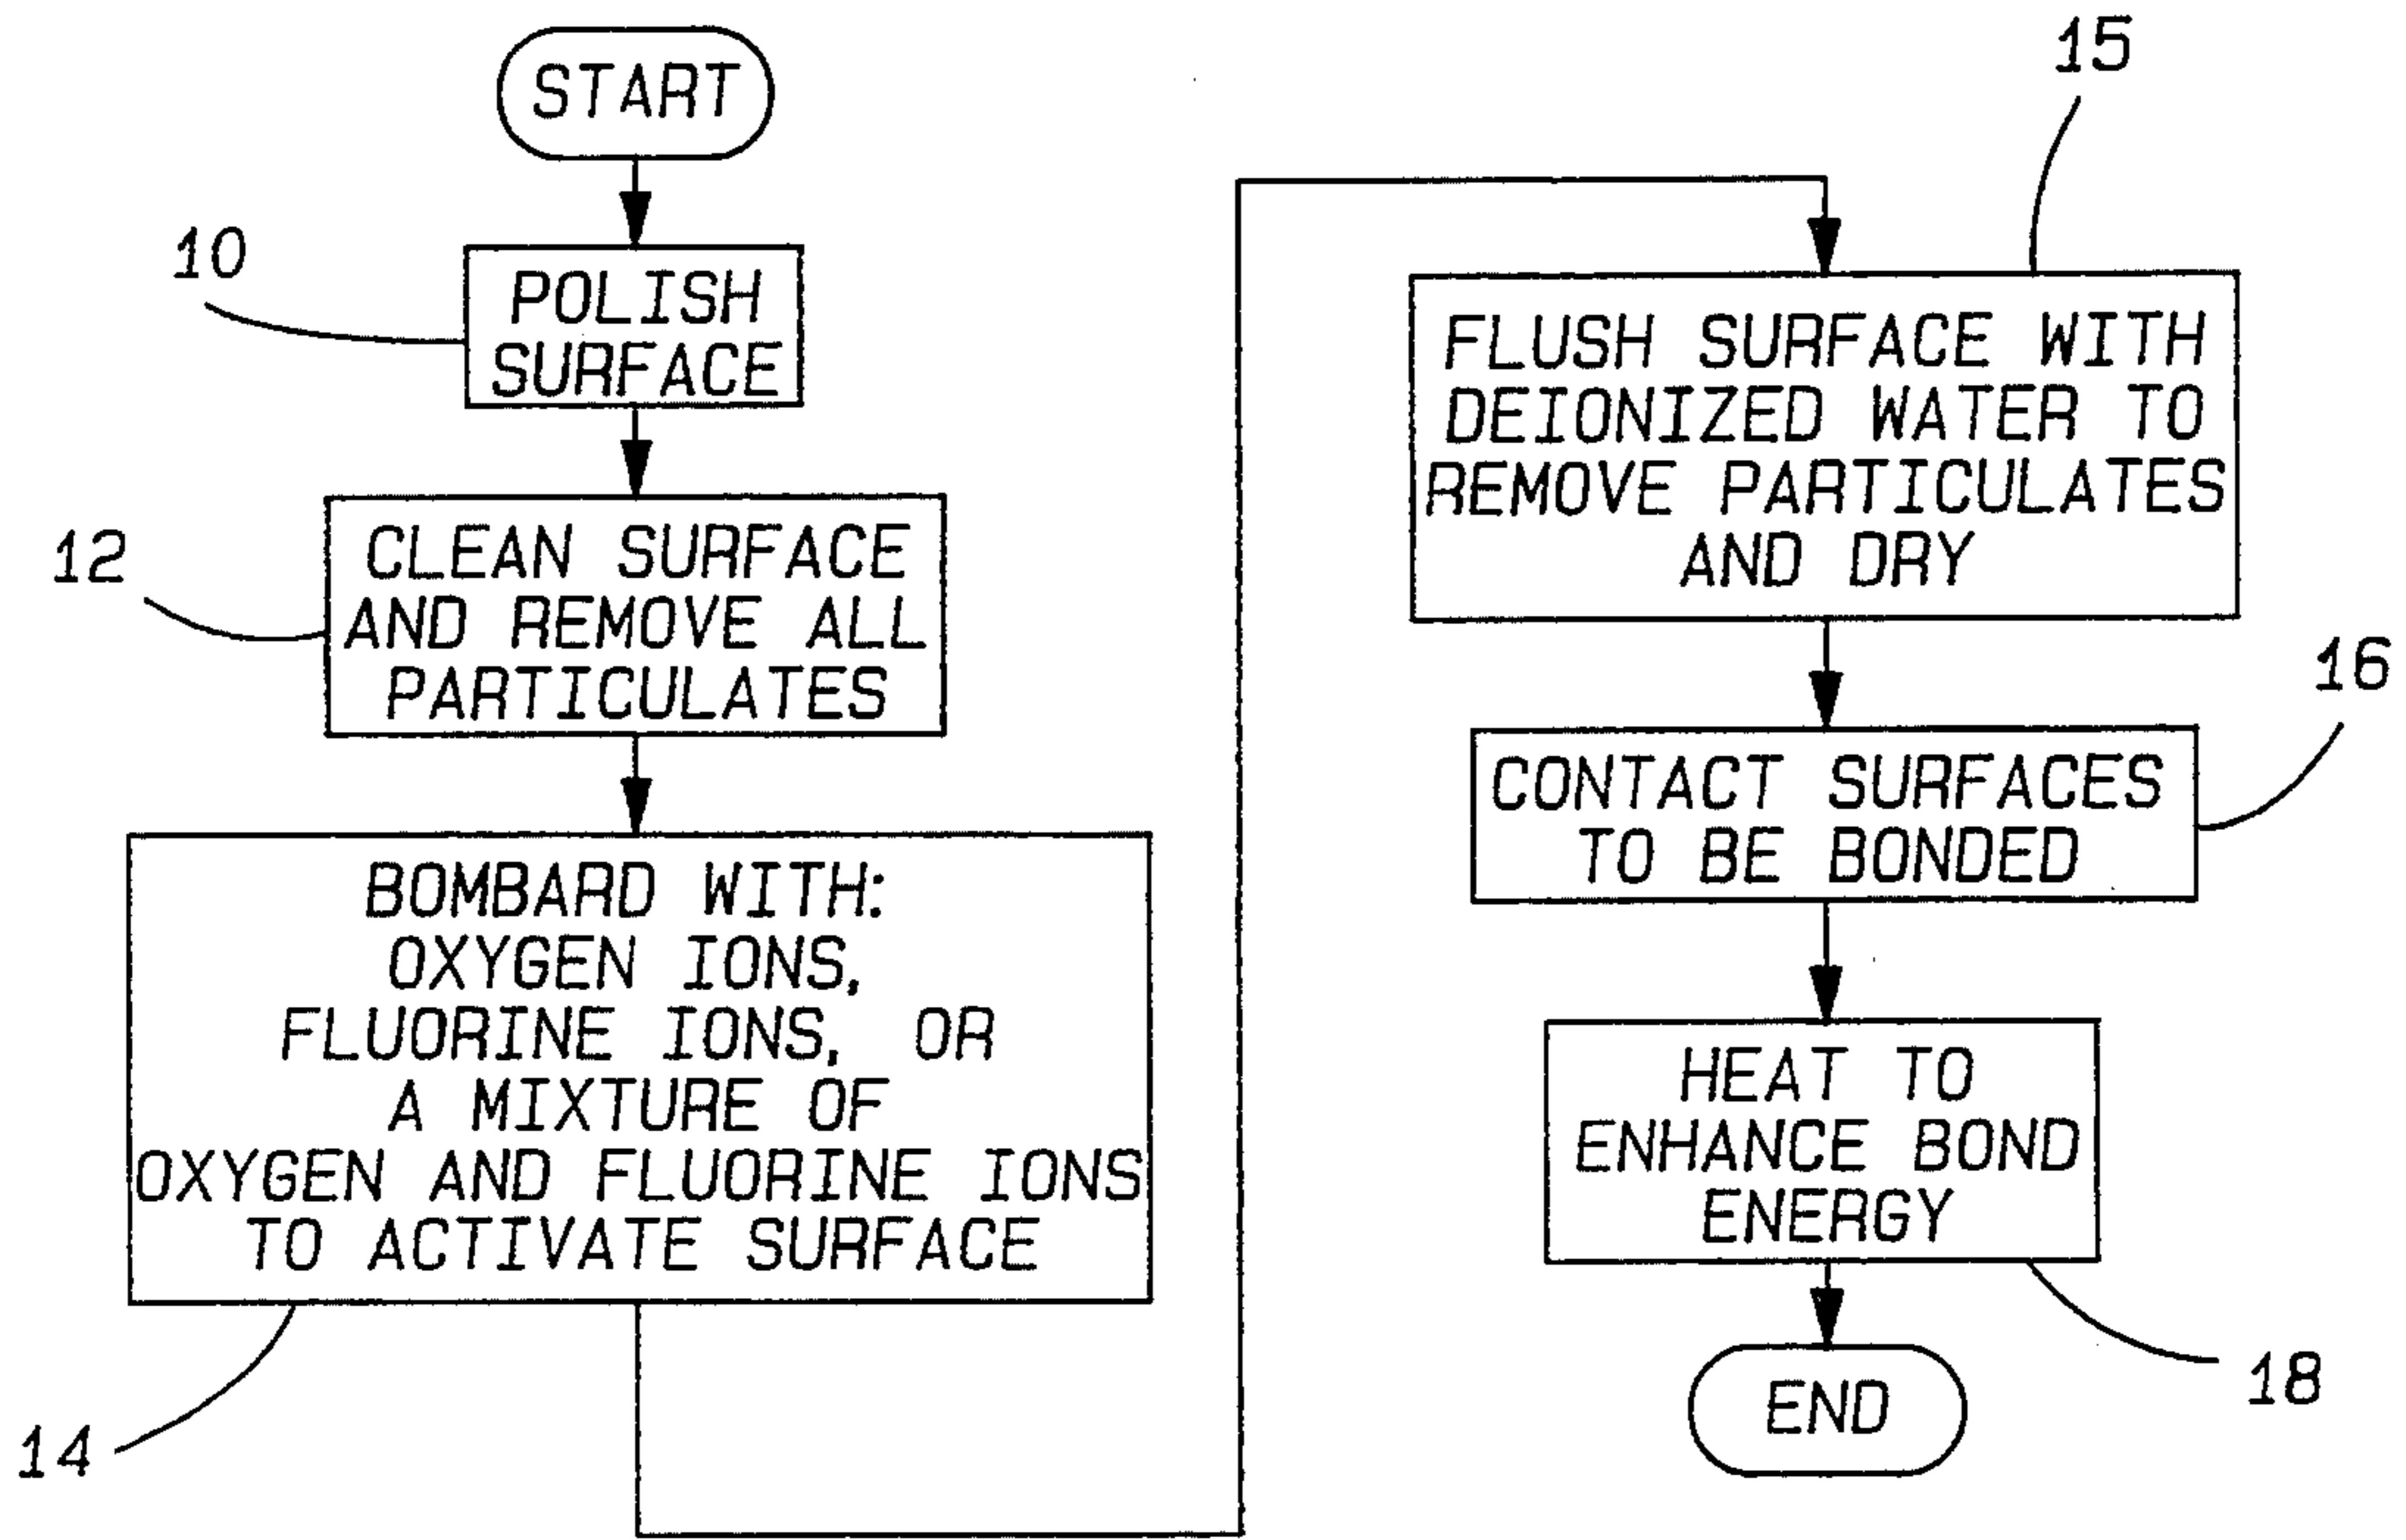 START
10
POLISH
SURFACE
12
CLEAN SURFACE
AND REMOVE ALL
PARTICULATES
BOMBARD WITH:
OXYGEN IONS,
FLUORINE IONS, OR
A MIXTURE OF
OXYGEN AND FLUORINE IONS
TO ACTIVATE SURFACE
14
15
FLUSH SURFACE WITH
DEIONIZED WATER TO
REMOVE PARTICULATES
AND DRY
16
CONTACT SURFACES
TO BE BONDED
HEAT TO
ENHANCE BOND
ENERGY
18
END